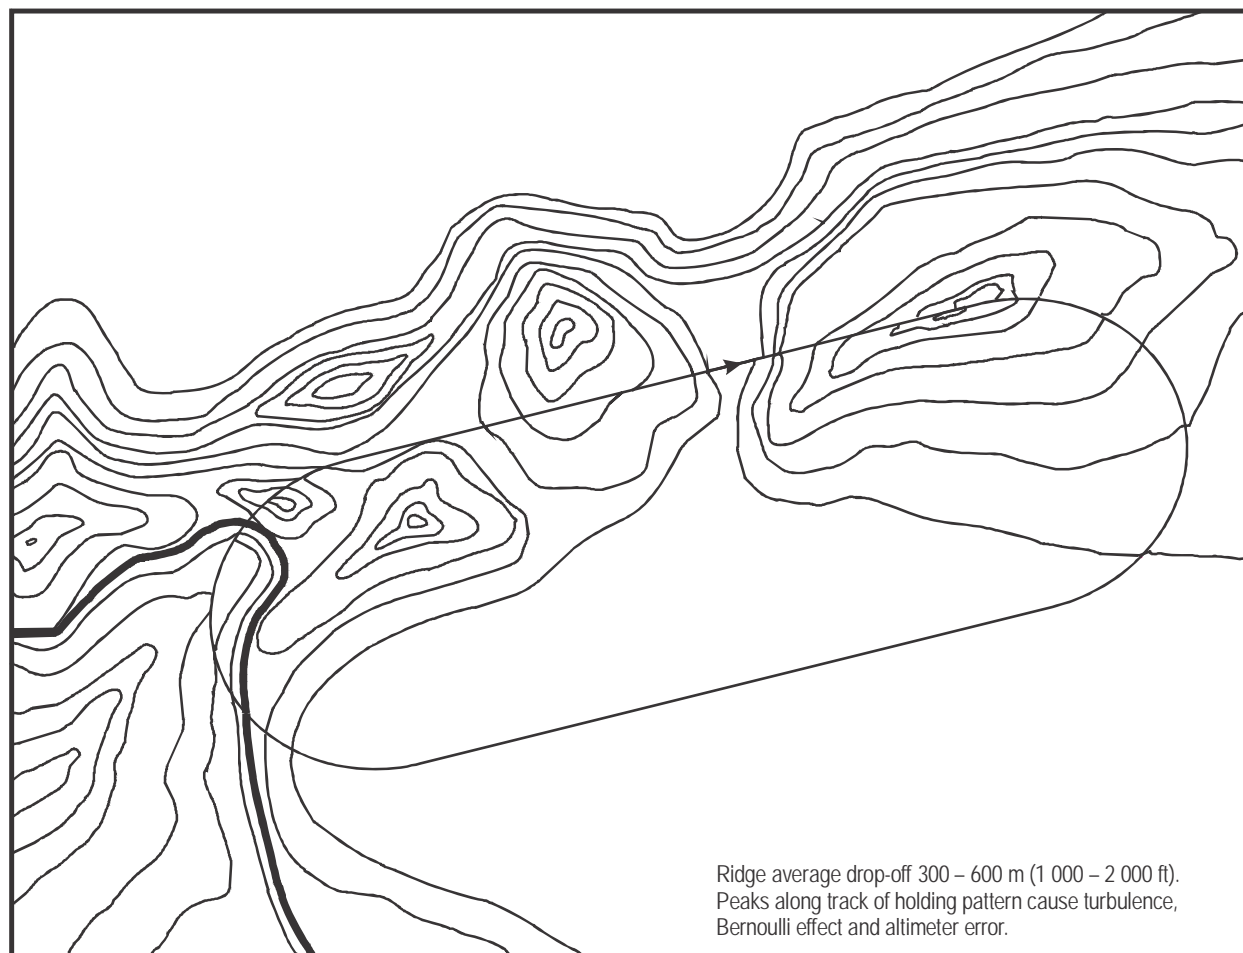 Ridge average drop-off 300 – 600 m (1 000 – 2 000 ft).
Peaks along track of holding pattern cause turbulence,
Bernoulli effect and altimeter error.